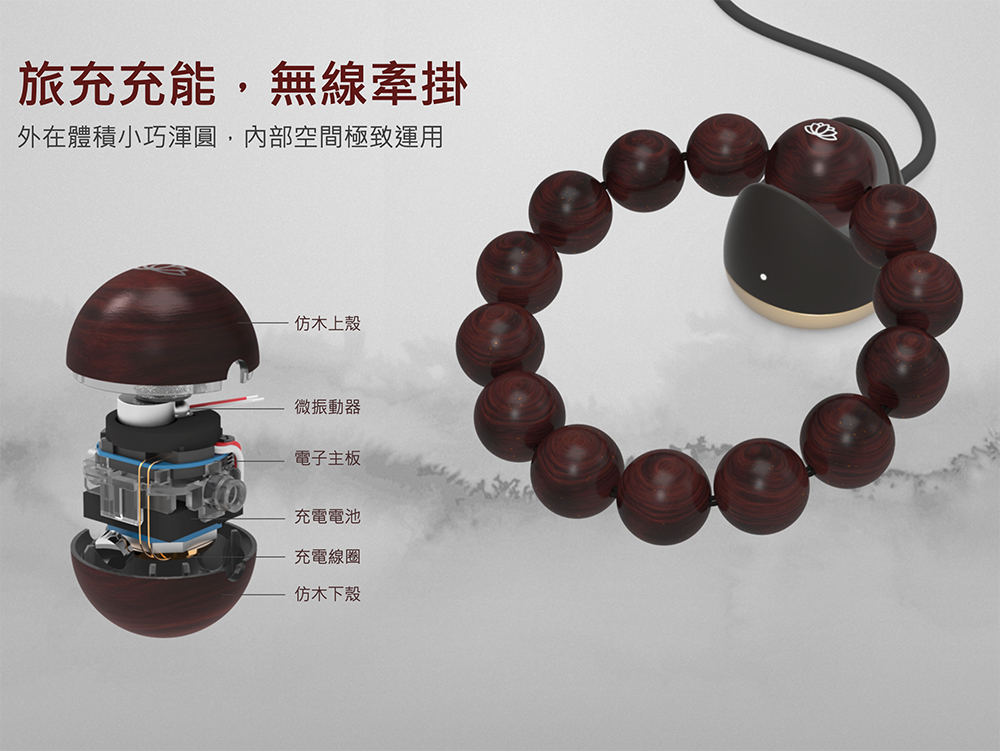 旅充充能，無線牽掛
外在體積小巧渾圓，內部空間極致運用
仿木上殼
微振動器
電子主板
充電電池
充電線圈
仿木下殼